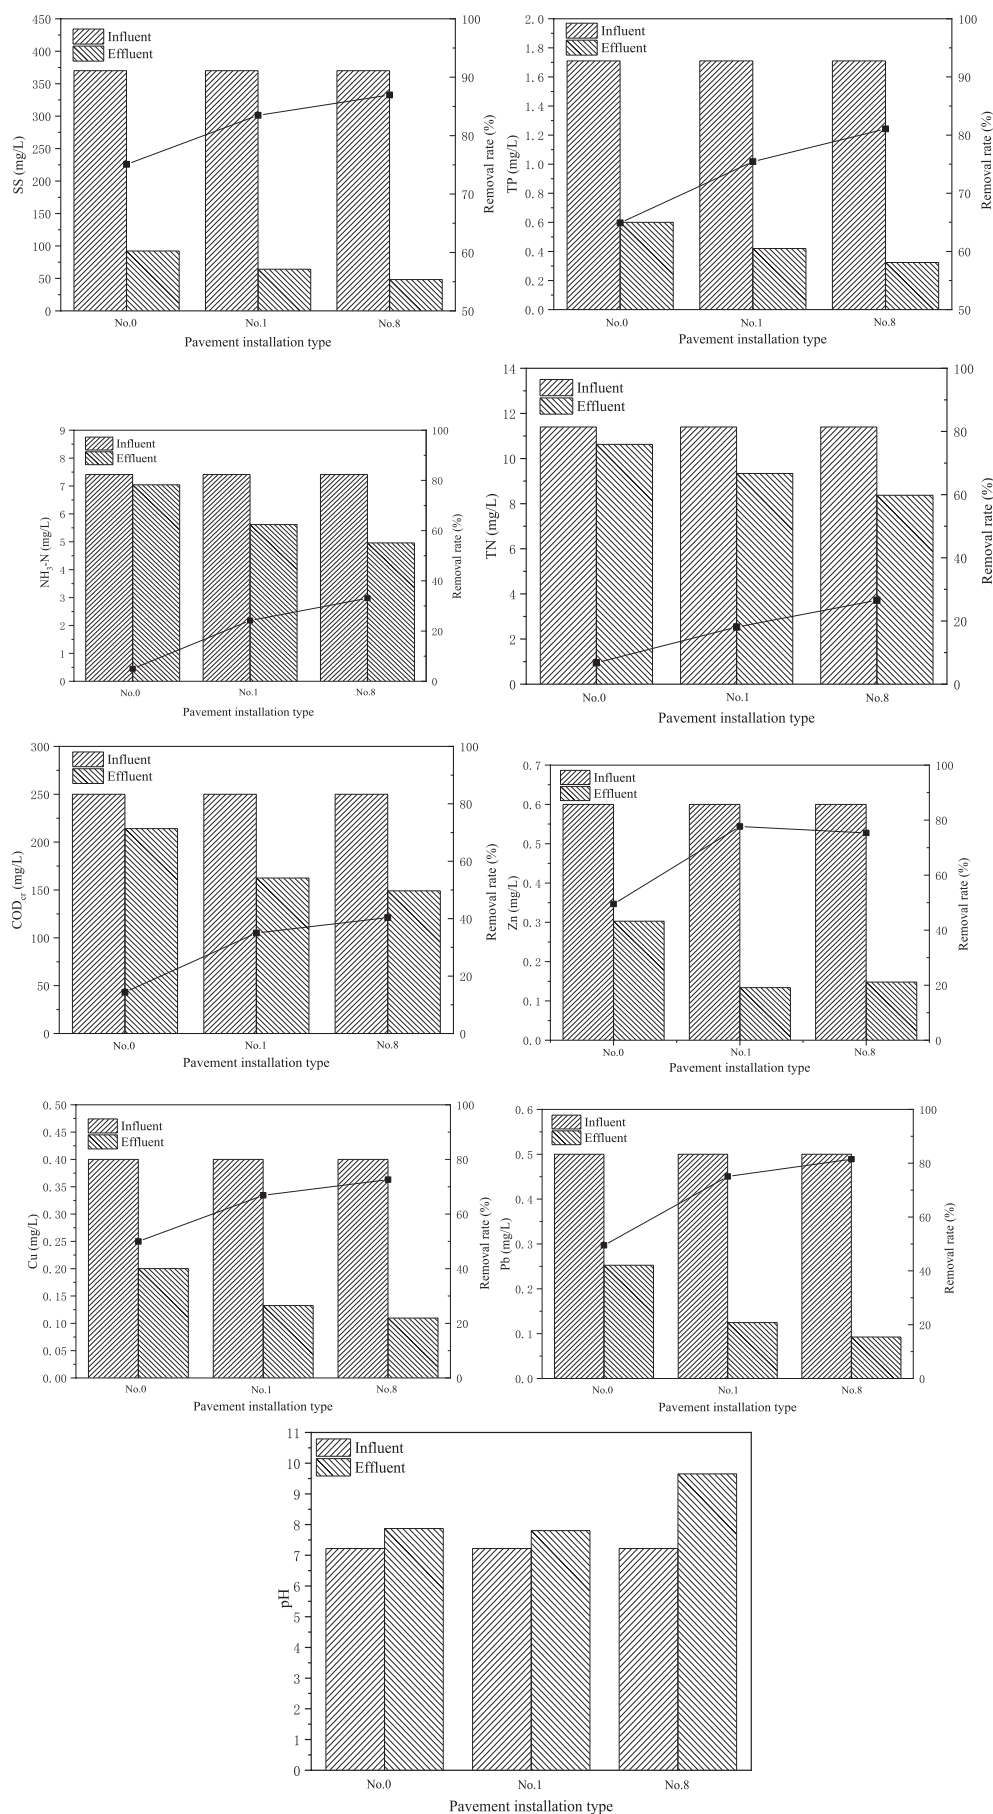 450
400
350
300
250
200
150
100
50
0
SS (mg/L)
Influent
Effluent
100
90
80
70
60
50
Removal rate (%)
No.0 No.1 No.8
Pavement installation type
2.0
1.8
1.6
1.4
1.2
1.0
0.8
0.6
0.4
0.2
0.0
TP (mg/L)
Influent
Effluent
100
90
80
70
60
50
Removal rate (%)
No.0 No.1 No.8
Pavement installation type
9
8
7
6
5
4
3
2
1
0
NH3-N (mg/L)
Influent
Effluent
100
80
60
40
20
0
Removal rate (%)
No.0 No.1 No.8
Pavement installation type
14
12
10
8
6
4
2
0
TN (mg/L)
Influent
Effluent
100
80
60
40
20
0
Removal rate (%)
No.0 No.1 No.8
Pavement installation type
300
250
200
150
100
50
0
CODcr (mg/L)
Influent
Effluent
100
80
60
40
20
0
Removal rate (%)
No.0 No.1 No.8
Pavement installation type
0.7
0.6
0.5
0.4
0.3
0.2
0.1
0.0
Zn (mg/L)
Influent
Effluent
100
80
60
40
20
0
Removal rate (%)
No.0 No.1 No.8
Pavement installation type
0.50
0.45
0.40
0.35
0.30
0.25
0.20
0.15
0.10
0.05
0.00
Cu (mg/L)
Influent
Effluent
100
80
60
40
20
0
Removal rate (%)
No.0 No.1 No.8
Pavement installation type
0.6
0.5
0.4
0.3
0.2
0.1
0.0
Pb (mg/L)
Influent
Effluent
100
80
60
40
20
0
Removal rate (%)
No.0 No.1 No.8
Pavement installation type
11
10
9
8
7
6
5
4
3
2
1
0
pH
Influent
Effluent
No.0 No.1 No.8
Pavement installation type